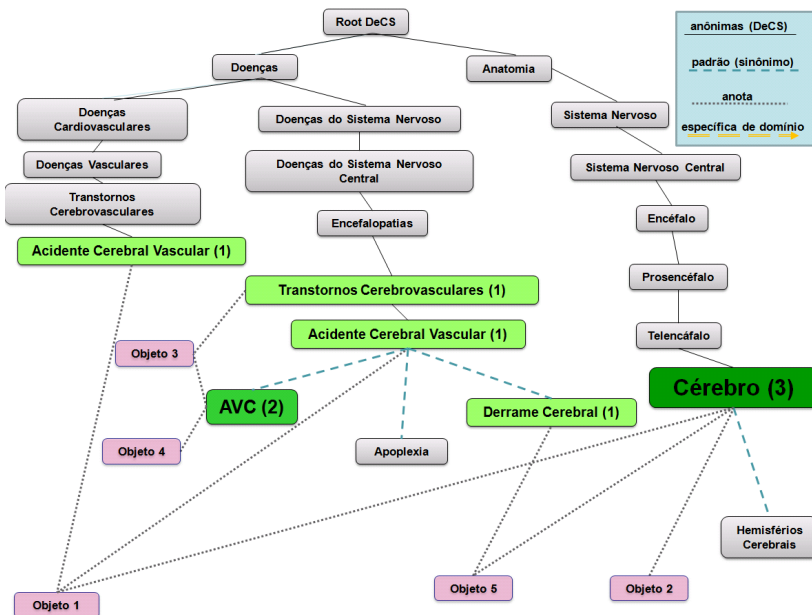 Root DeCS
anônimas (DeCS)
padrão (sinônimo)
anota
específica de domínio
Doenças
Anatomia
Doenças
Cardiovasculares
Doenças do Sistema Nervoso
Sistema Nervoso
Doenças Vasculares
Doenças do Sistema Nervoso
Central
Sistema Nervoso Central
Transtornos
Cerebrovasculares
Encefalopatias
Encéfalo
Acidente Cerebral Vascular (1)
Transtornos Cerebrovasculares (1)
Prosencéfalo
Acidente Cerebral Vascular (1)
Telencáfalo
Objeto 3
Cérebro (3)
AVC (2)
Derrame Cerebral (1)
Objeto 4
Apoplexia
Hemisférios
Cerebrais
Objeto 1
Objeto 5
Objeto 2